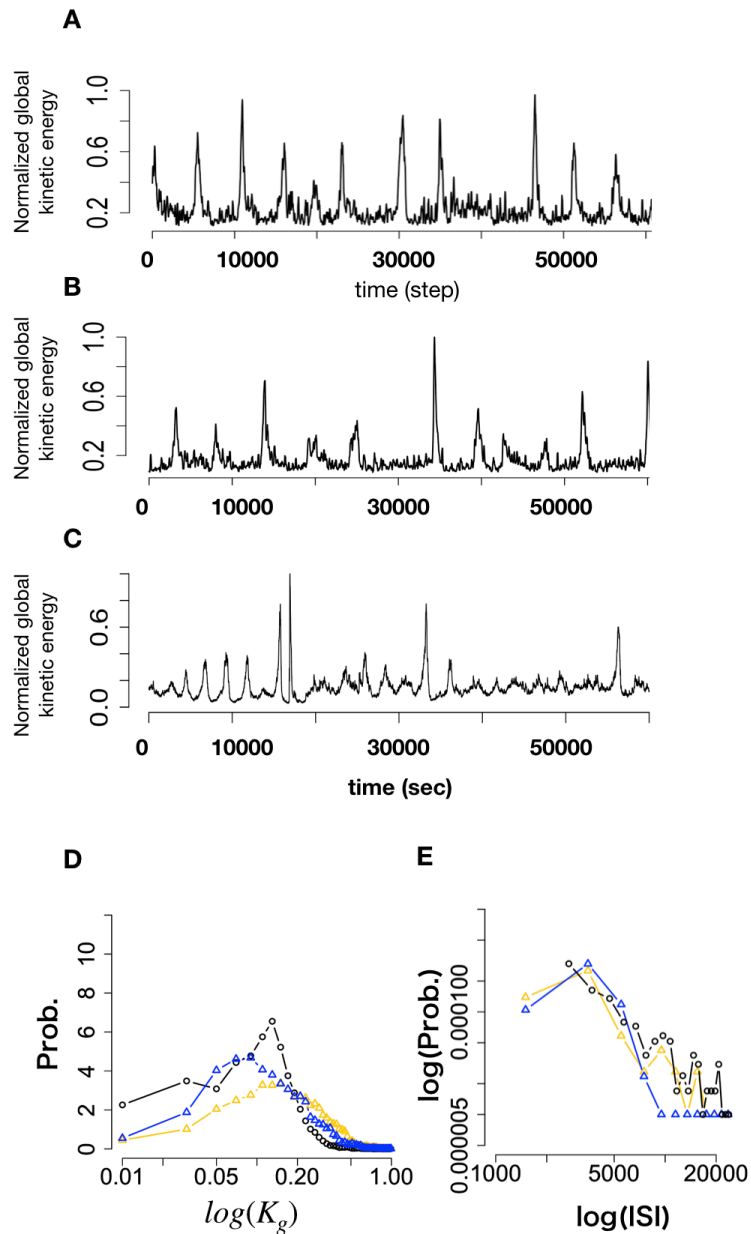 A
Normalized global
kinetic energy
1.0
0.6
0.2
0 10000 30000 50000
time (step)
B
Normalized global
kinetic energy
1.0
0.6
0.2
0 10000 30000 50000
C
Normalized global
kinetic energy
0.6
0.0
0 10000 30000 50000
time (sec)
D
Prob.
10
8
6
4
2
0
0.01 0.05 0.20 1.00
log(K_g)
E
log(Prob.)
0.000100
0.000005
1000 5000 20000
log(ISI)